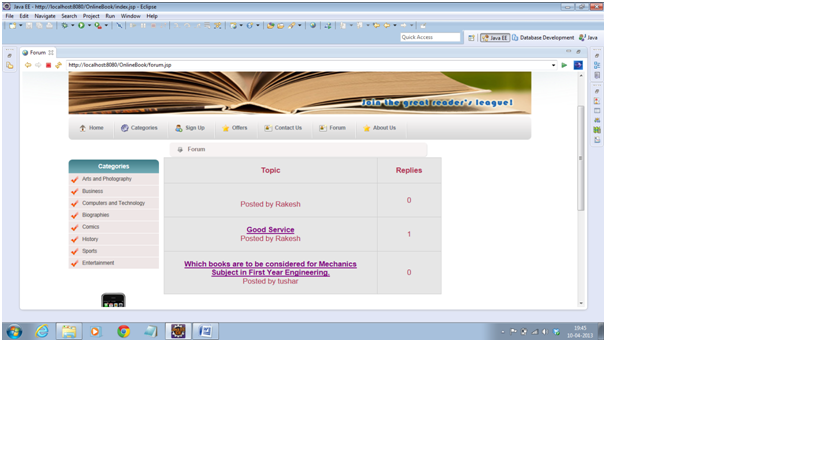 Java EE - http://localhost:8080/OnlineBook/index.jsp - Eclipse
File Edit Navigate Search Project Run Window Help
Quick Access
Java EE Database Development Java
Forum
http://localhost:8080/OnlineBook/forum.jsp
Join the great reader's league!
Home Categories Sign Up Offers Contact Us Forum About Us
Forum
Categories
Arts and Photography
Business
Computers and Technology
Biographies
Comics
History
Sports
Entertainment
Topic Replies
Posted by Rakesh 0
Good Service
Posted by Rakesh
1
Which books are to be considered for Mechanics
Subject in First Year Engineering.
Posted by tushar
0
19:45
10-04-2013